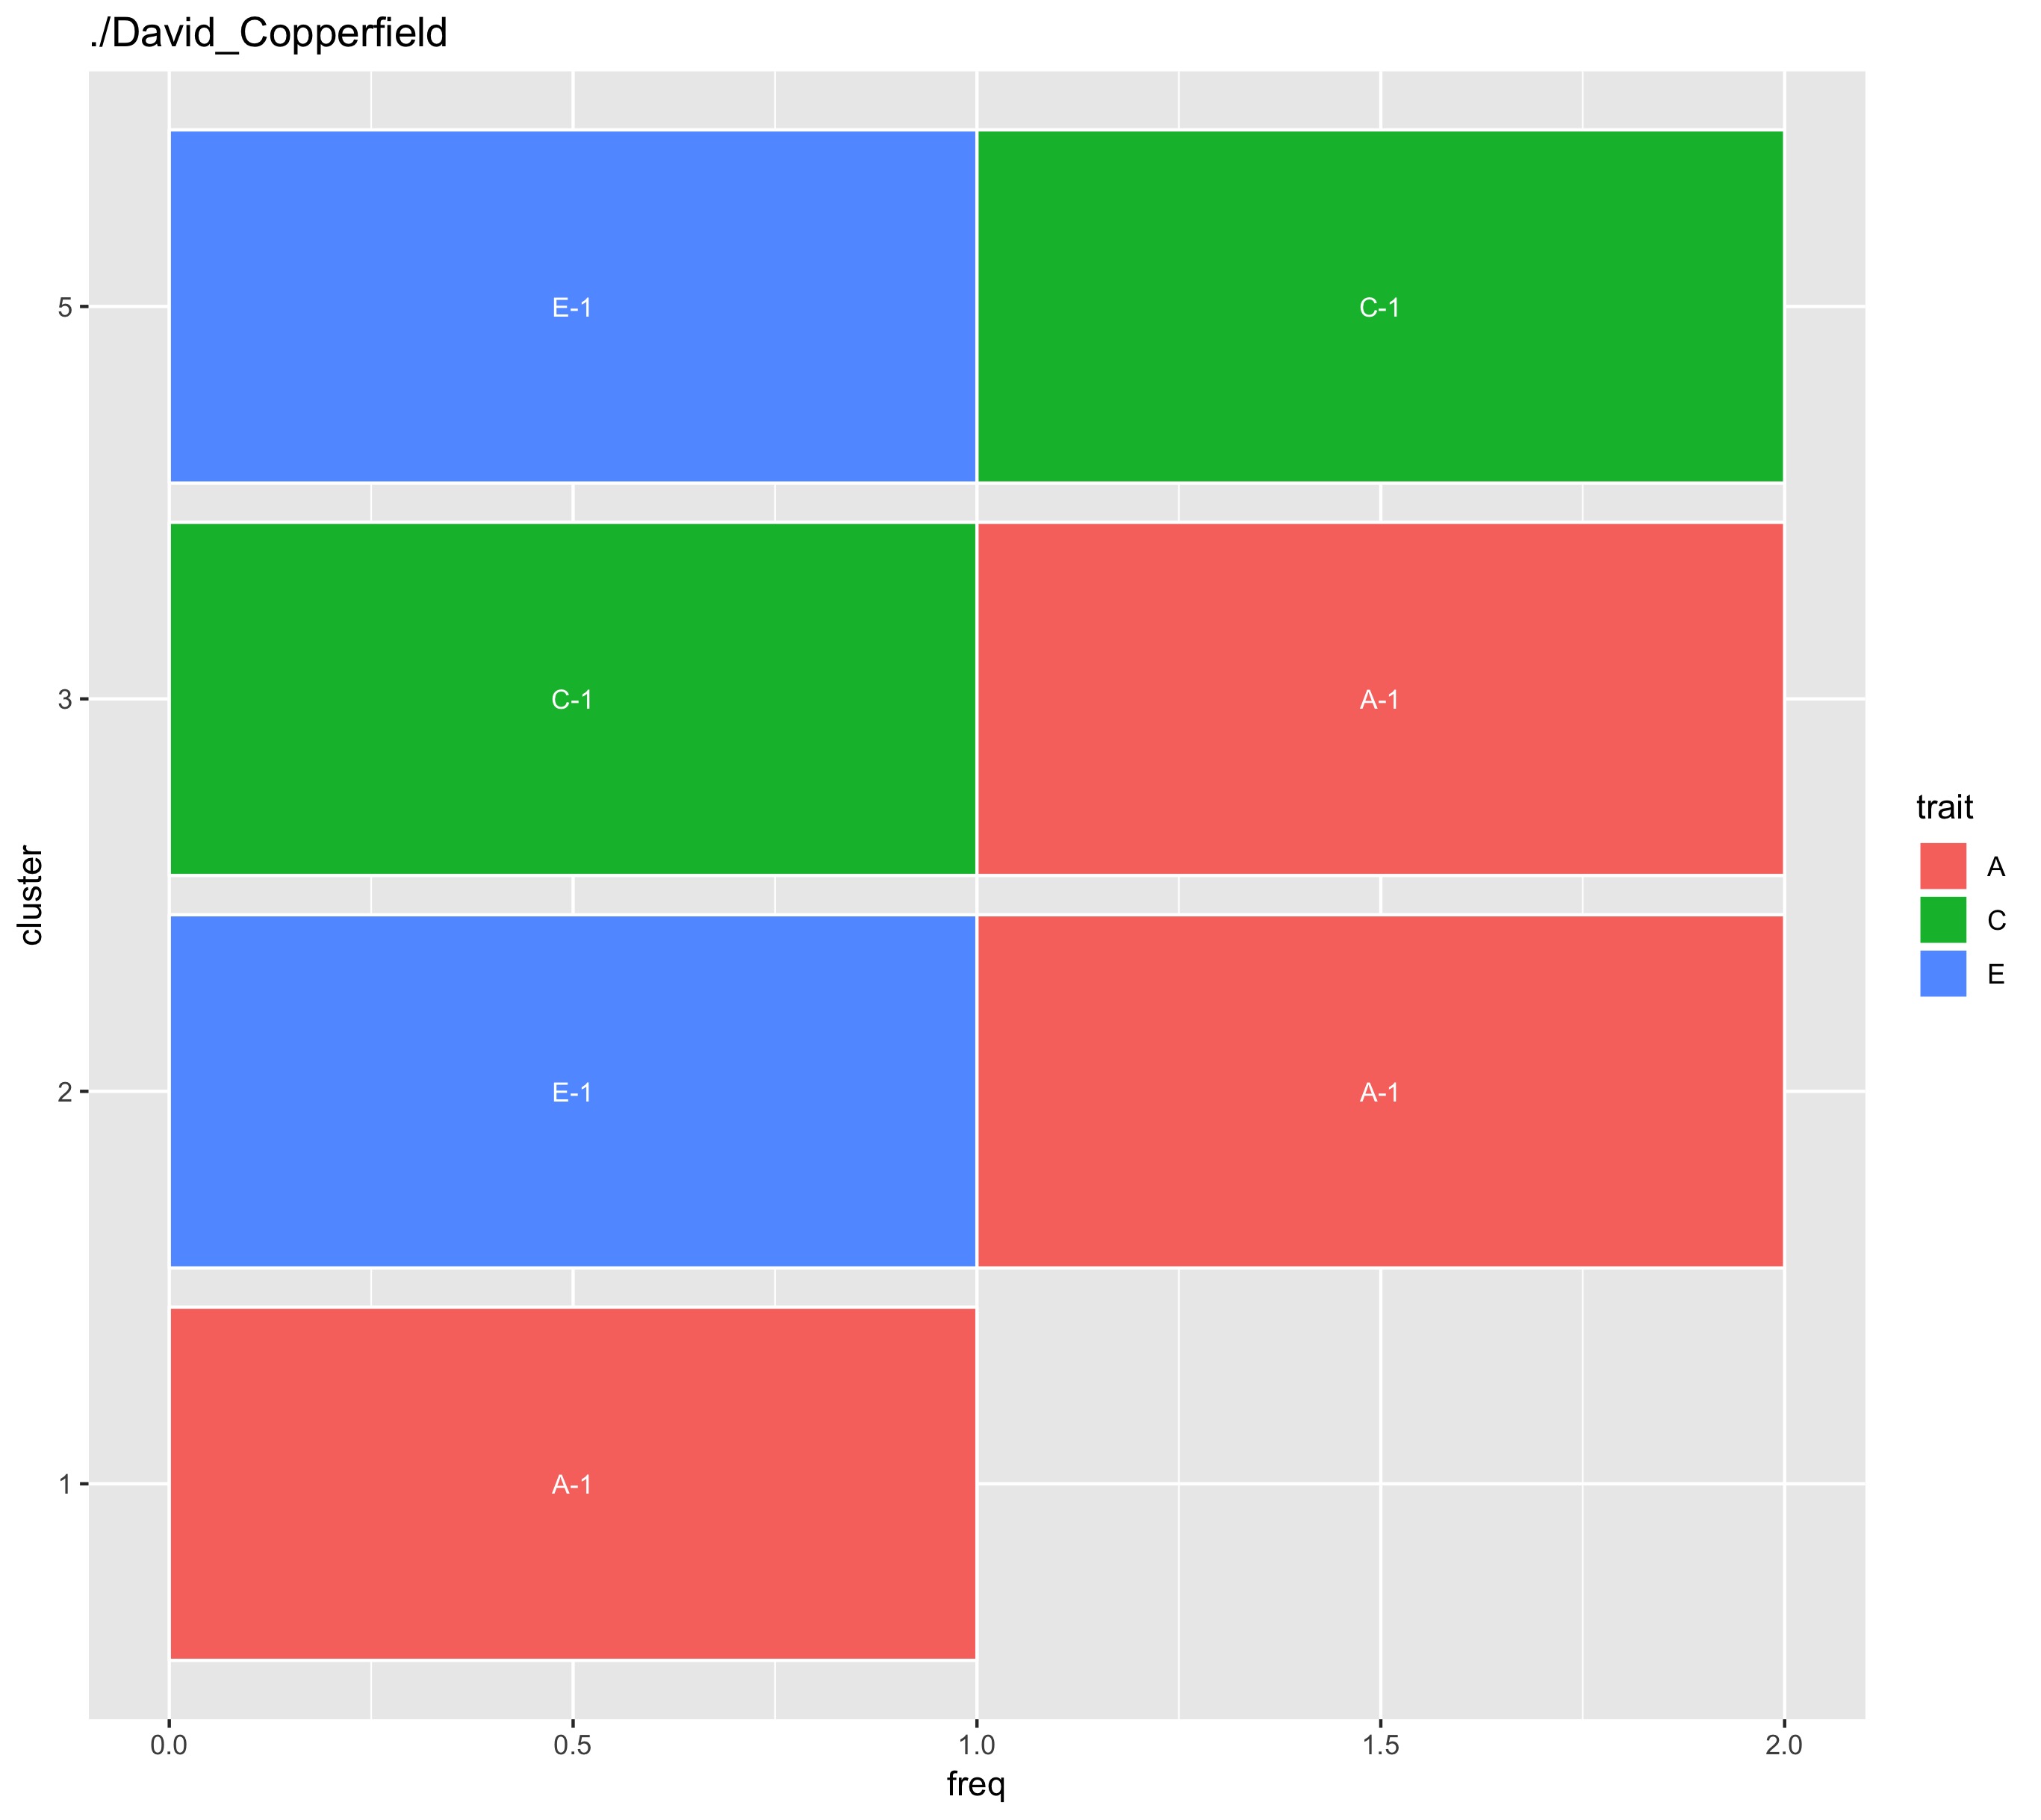 ./David_Copperfield
cluster
5
E-1
C-1
3
C-1
A-1
2
E-1
A-1
1
A-1
0.0
0.5
1.0
1.5
2.0
freq
trait
A
C
E